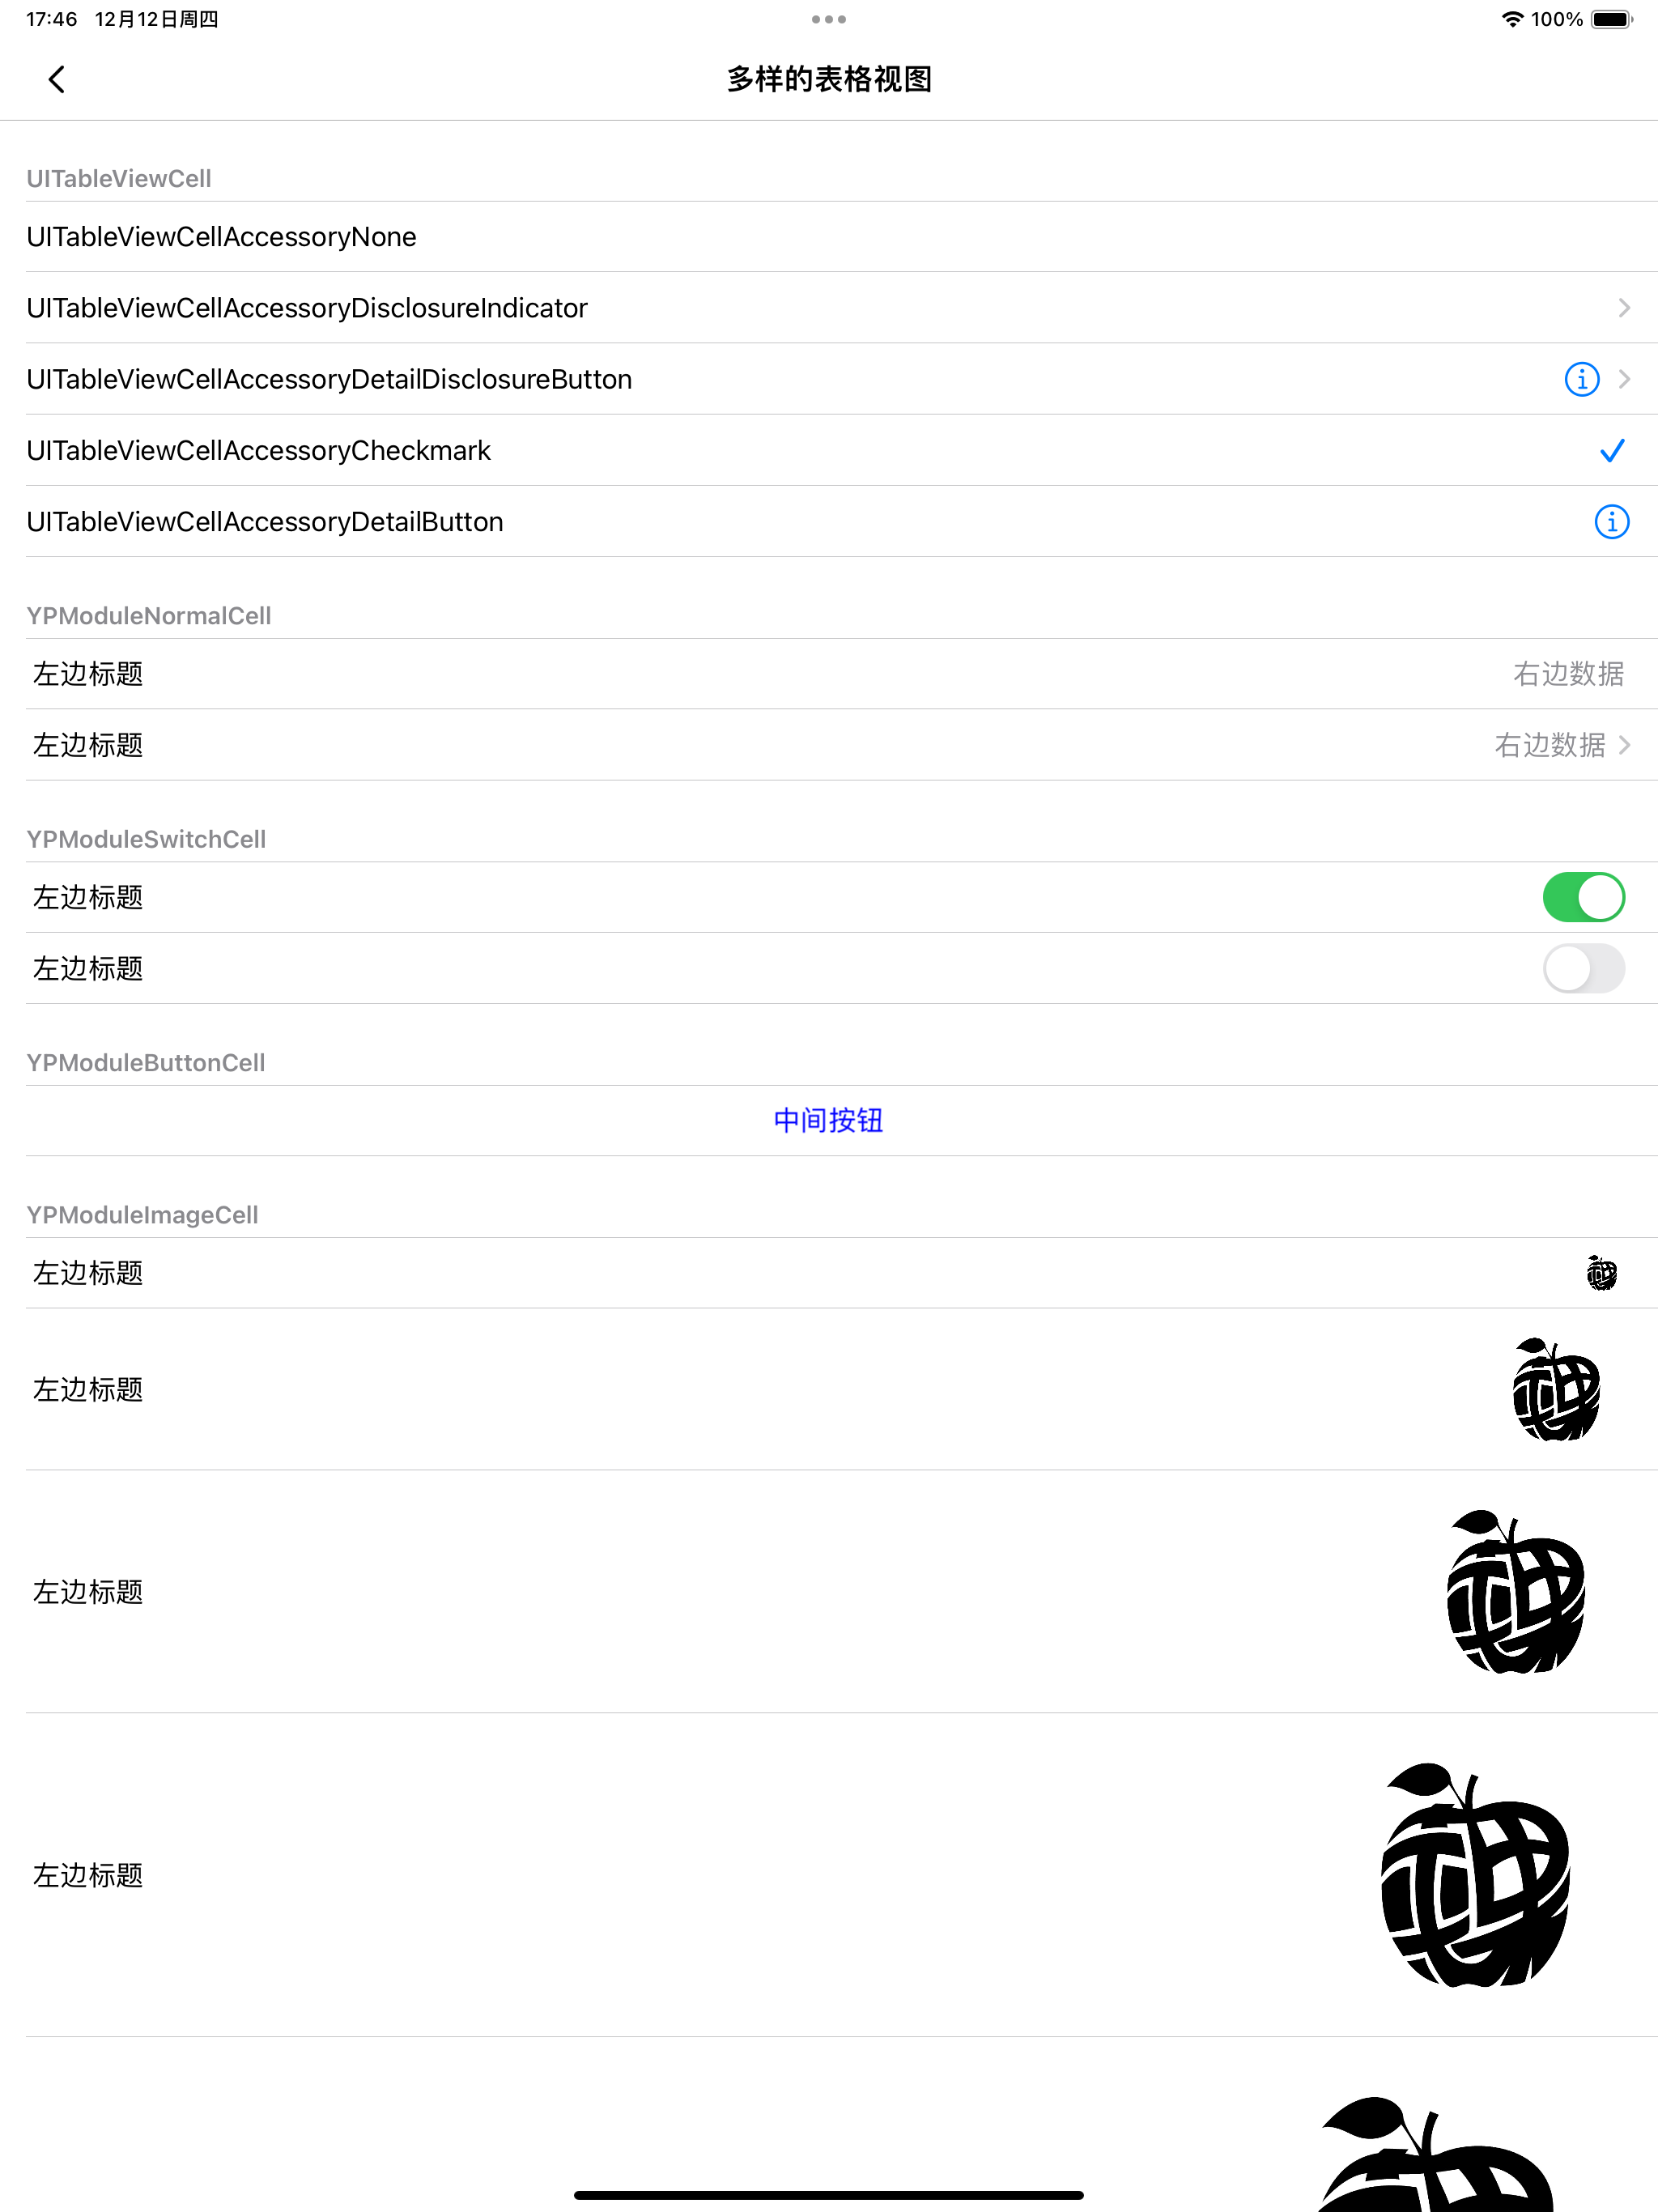 17:46 12月12日周四
100%
多样的表格视图
UITableViewCell
UITableViewCellAccessoryNone
UITableViewCellAccessoryDisclosureIndicator
UITableViewCellAccessoryDetailDisclosureButton
UITableViewCellAccessoryCheckmark
UITableViewCellAccessoryDetailButton
YPModuleNormalCell
左边标题 右边数据
左边标题 右边数据
YPModuleSwitchCell
左边标题
左边标题
YPModuleButtonCell
中间按钮
YPModuleImageCell
左边标题
左边标题
左边标题
左边标题